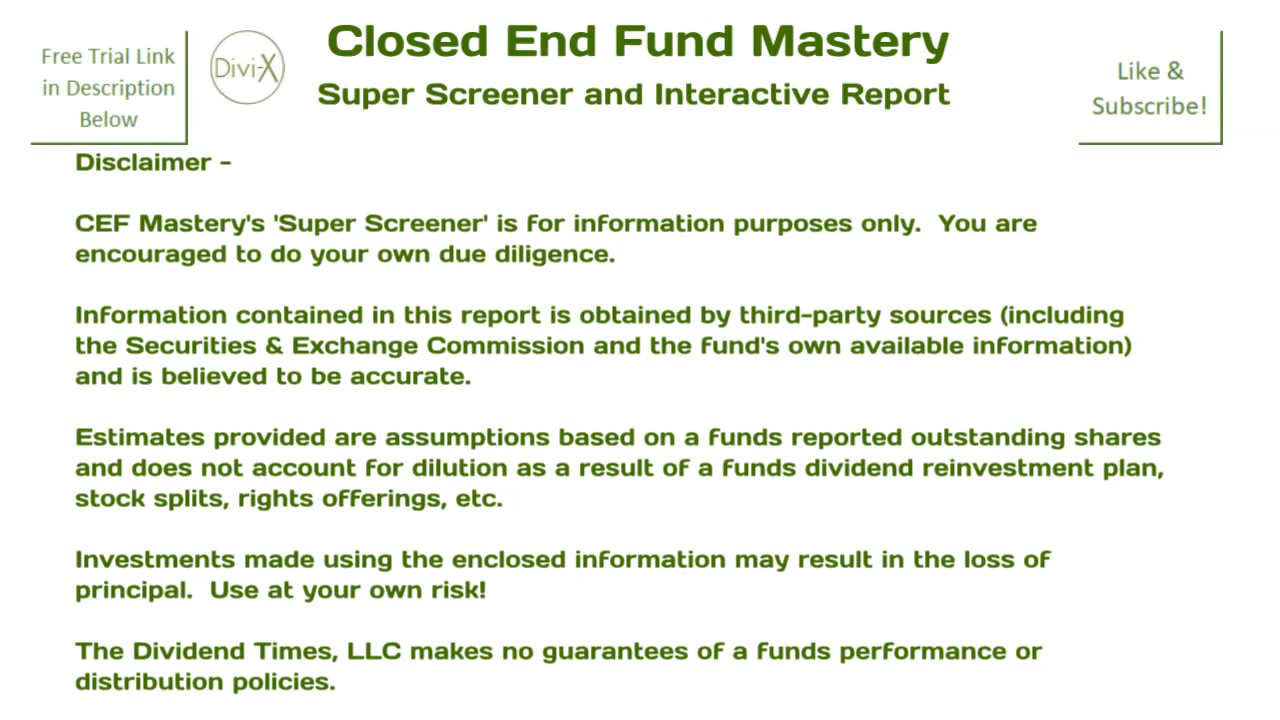 Free Trial Link
in Description
Below
Divi-X
Closed End Fund Mastery
Super Screener and Interactive Report
Like &
Subscribe!
Disclaimer -
CEF Mastery's 'Super Screener' is for information purposes only.  You are
encouraged to do your own due diligence.
Information contained in this report is obtained by third-party sources (including
the Securities & Exchange Commission and the fund's own available information)
and is believed to be accurate.
Estimates provided are assumptions based on a funds reported outstanding shares
and does not account for dilution as a result of a funds dividend reinvestment plan,
stock splits, rights offerings, etc.
Investments made using the enclosed information may result in the loss of
principal.  Use at your own risk!
The Dividend Times, LLC makes no guarantees of a funds performance or
distribution policies.